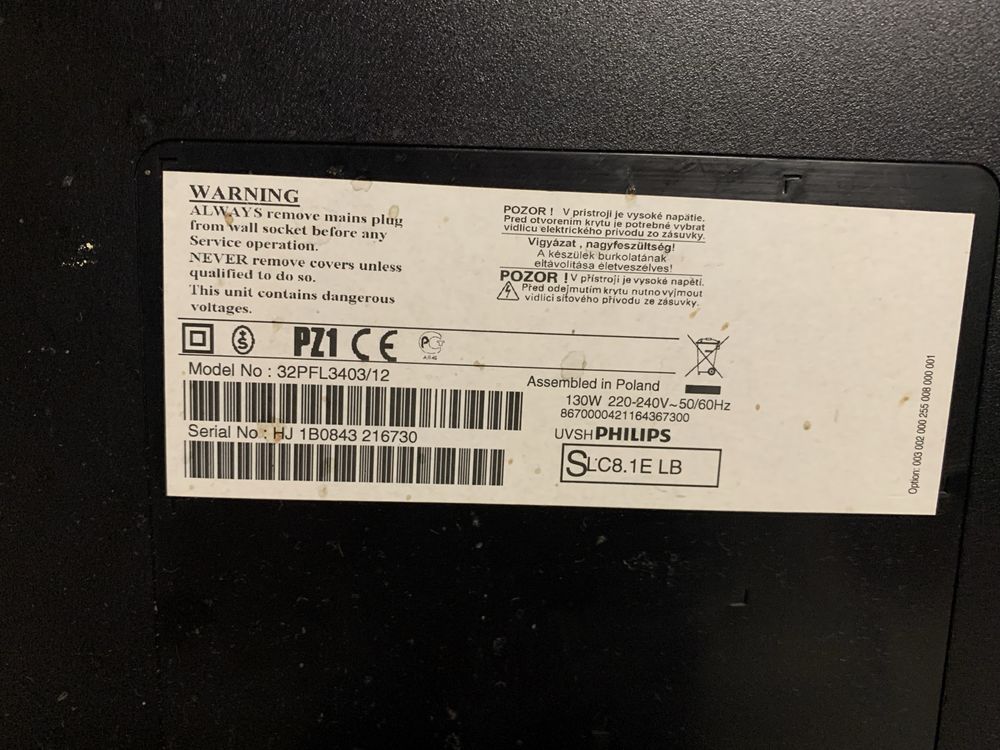 WARNING
ALWAYS remove mains plug
from wall socket before any
Service operation.
NEVER remove covers unless
qualified to do so.
This unit contains dangerous
voltages.
POZOR ! V pristroji je vysoké napätie.
Pred otvorením krytu je potrebné vybrat
vidlicu elektrického privodu zo zásuvky.
Vigyázat , nagyfeszültség!
A készülék burkolatának
eltávolitása életveszélyes!
POZOR ! V přístroji je vysoké napětí.
Před odejmutím krytu nutno vyjmout
vidlici síťového přívodu ze zásuvky.
S PZ1 CE
Model No : 32PFL3403/12
Serial No : HJ 1B0843 216730
Assembled in Poland
130W 220-240V~50/60Hz
8670000421164367300
UVSH PHILIPS
SLC8.1E LB
Option: 003 002 000 255 008 000 001